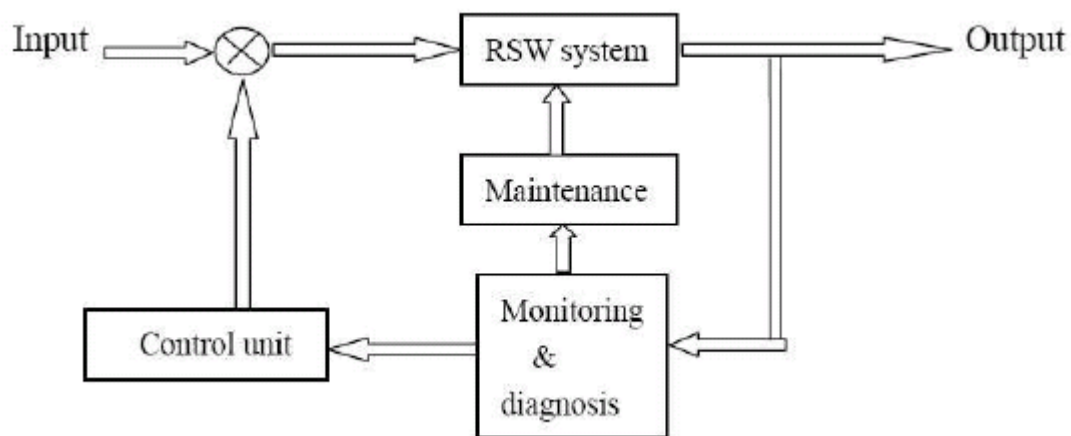 Input
RSW system
Output
Maintenance
Monitoring
&
diagnosis
Control unit